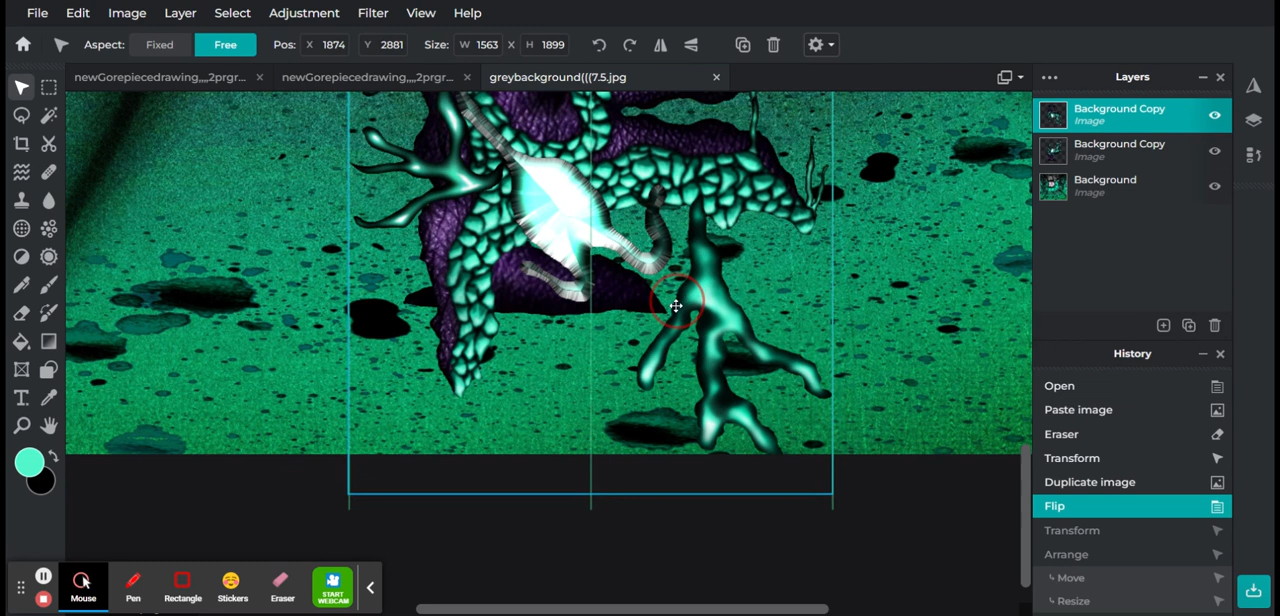 File Edit Image Layer Select Adjustment Filter View Help
Aspect: Fixed Free Pos: X 1874 Y 2881 Size: W 1563 X H 1899
newGorepiecedrawing,,,,2prgr... newGorepiecedrawing,,,,2prgr... greybackground(((7.5.jpg
Layers
Background Copy
Image
Background Copy
Image
Background
Image
History
Open
Paste image
Eraser
Transform
Duplicate image
Flip
Transform
Arrange
Move
Resize
Mouse Pen Rectangle Stickers Eraser START
WEBCAM